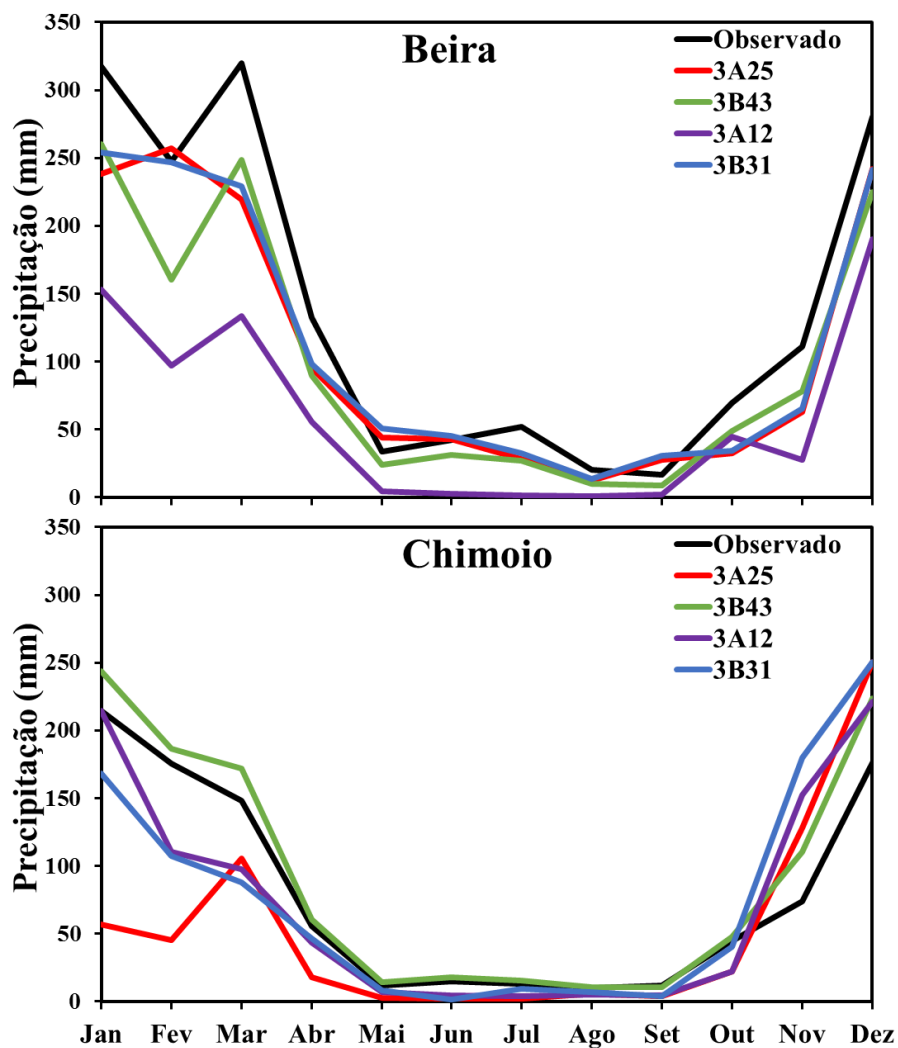 Beira
Precipitação (mm)
350
300
250
200
150
100
50
0
Observado
3A25
3B43
3A12
3B31
Chimoio
Precipitação (mm)
350
300
250
200
150
100
50
0
Observado
3A25
3B43
3A12
3B31
Jan Fev Mar Abr Mai Jun Jul Ago Set Out Nov Dez